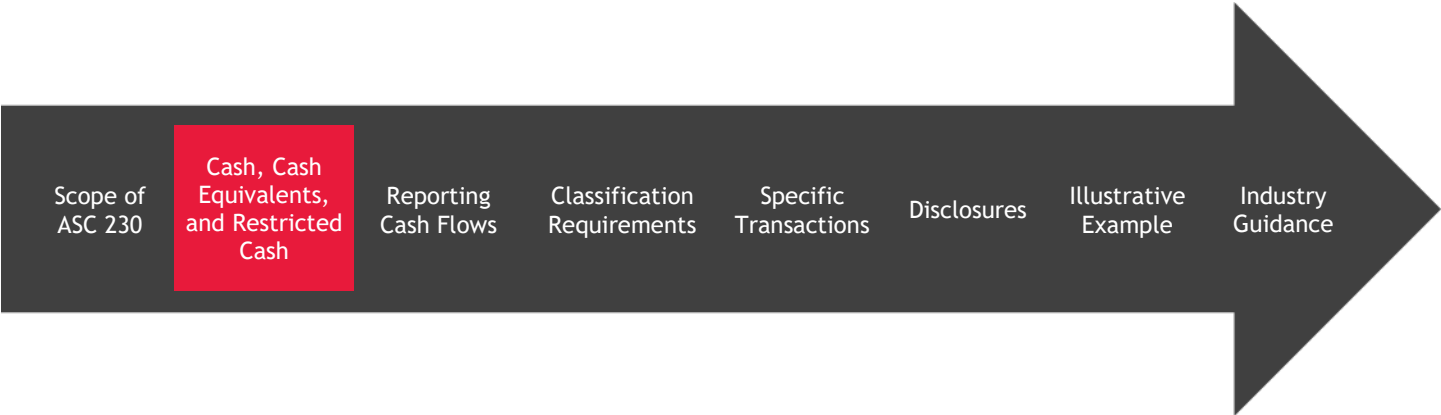 Scope of
ASC 230
Cash, Cash
Equivalents,
and Restricted
Cash
Reporting
Cash Flows
Classification
Requirements
Specific
Transactions
Disclosures
Illustrative
Example
Industry
Guidance